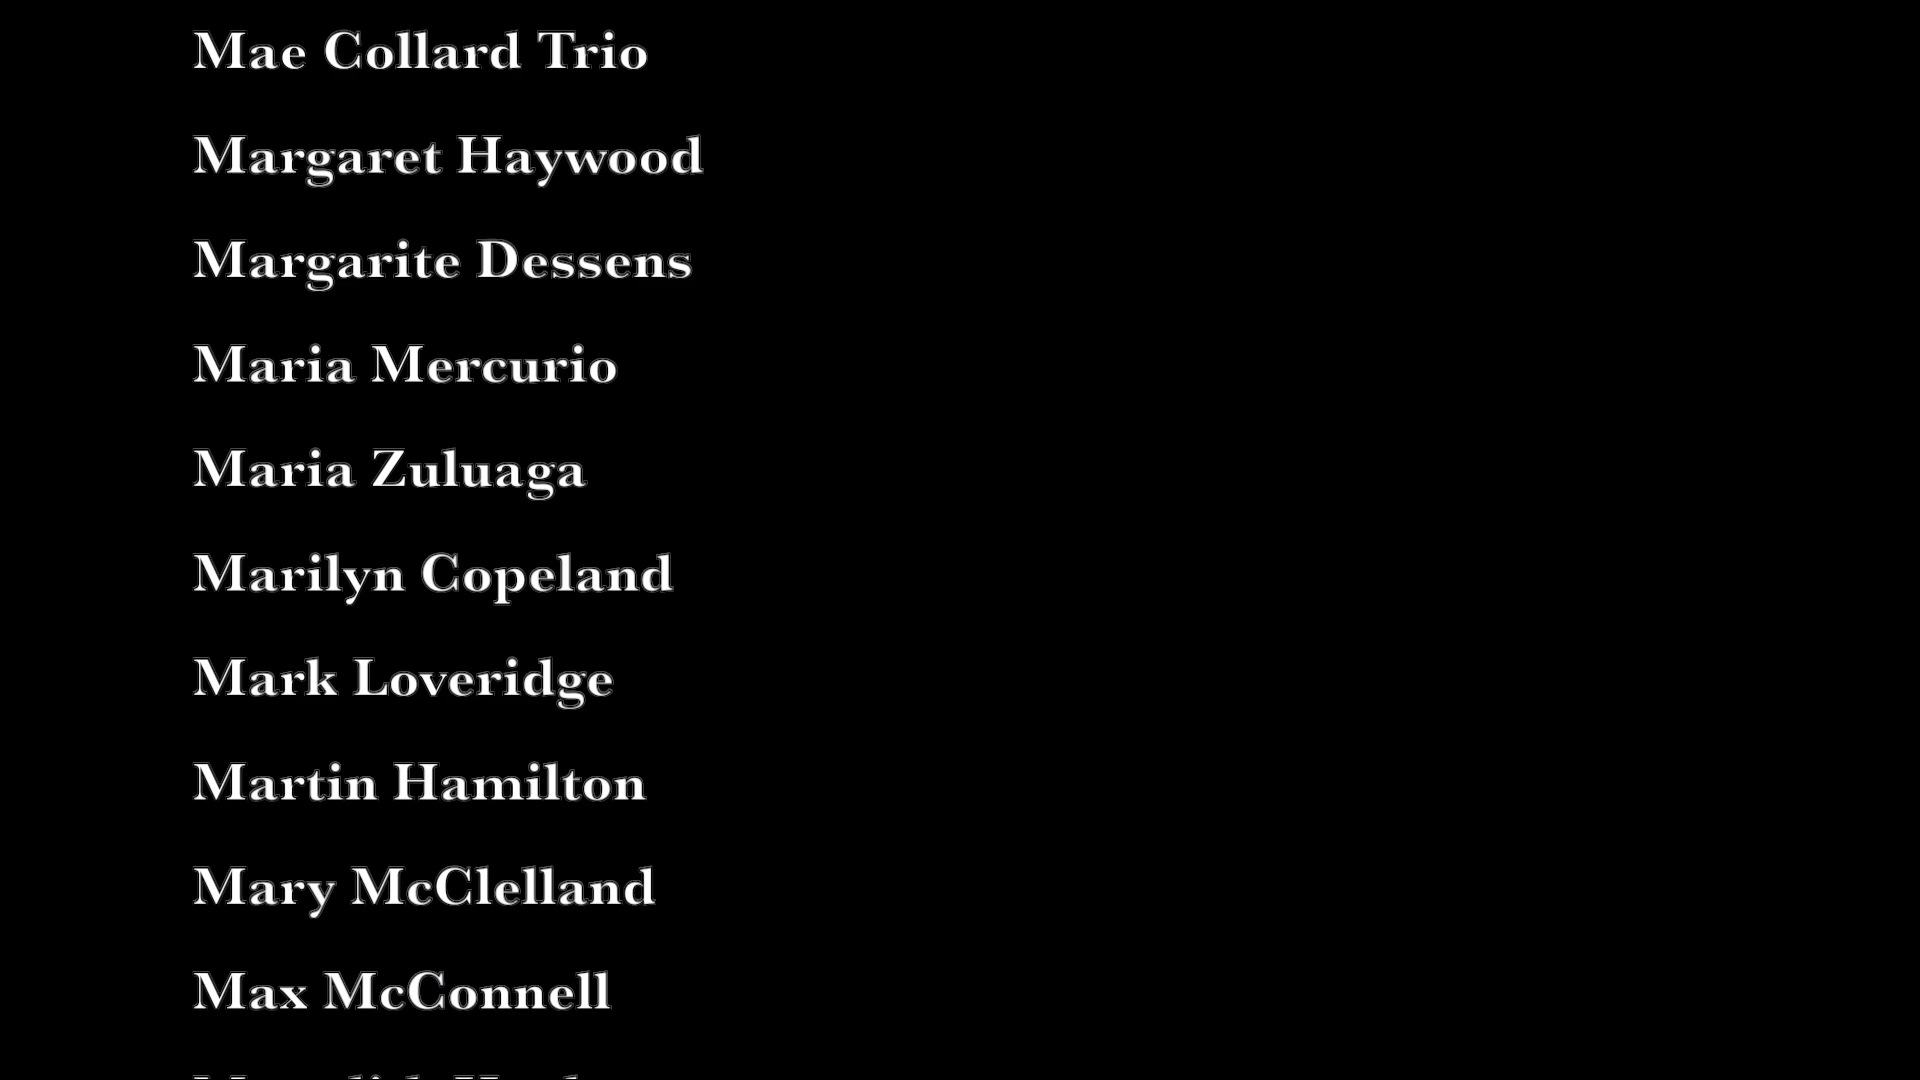 Mae Collard Trio
Margaret Haywood
Margarite Dessens
Maria Mercurio
Maria Zuluaga
Marilyn Copeland
Mark Loveridge
Martin Hamilton
Mary McClelland
Max McConnell